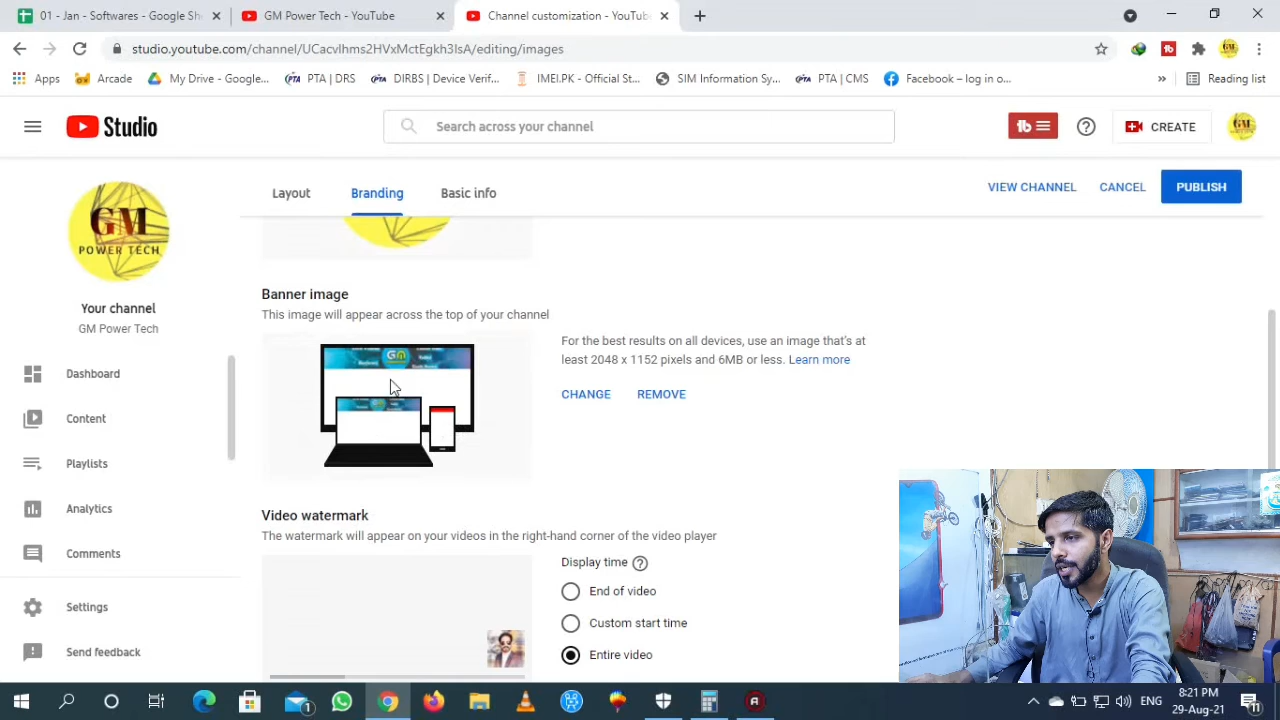 01 - Jan - Softwares - Google Sh
GM Power Tech - YouTube
Channel customization - YouTube
studio.youtube.com/channel/UCacvIhms2HVxMctEgkh3IsA/editing/images
Apps
Arcade
My Drive - Google...
PTA | DRS
DIRBS | Device Verif...
IMEI.PK - Official St...
SIM Information Sy...
PTA | CMS
Facebook – log in o...
»
Reading list
Studio
Search across your channel
CREATE
GM
POWER TECH
Your channel
GM Power Tech
Dashboard
Content
Playlists
Analytics
Comments
Settings
Send feedback
Layout
Branding
Basic info
VIEW CHANNEL
CANCEL
PUBLISH
Banner image
This image will appear across the top of your channel
GM
For the best results on all devices, use an image that's at
least 2048 x 1152 pixels and 6MB or less. Learn more
CHANGE
REMOVE
Video watermark
The watermark will appear on your videos in the right-hand corner of the video player
Display time
End of video
Custom start time
Entire video
1
ENG
8:21 PM
29-Aug-21
11